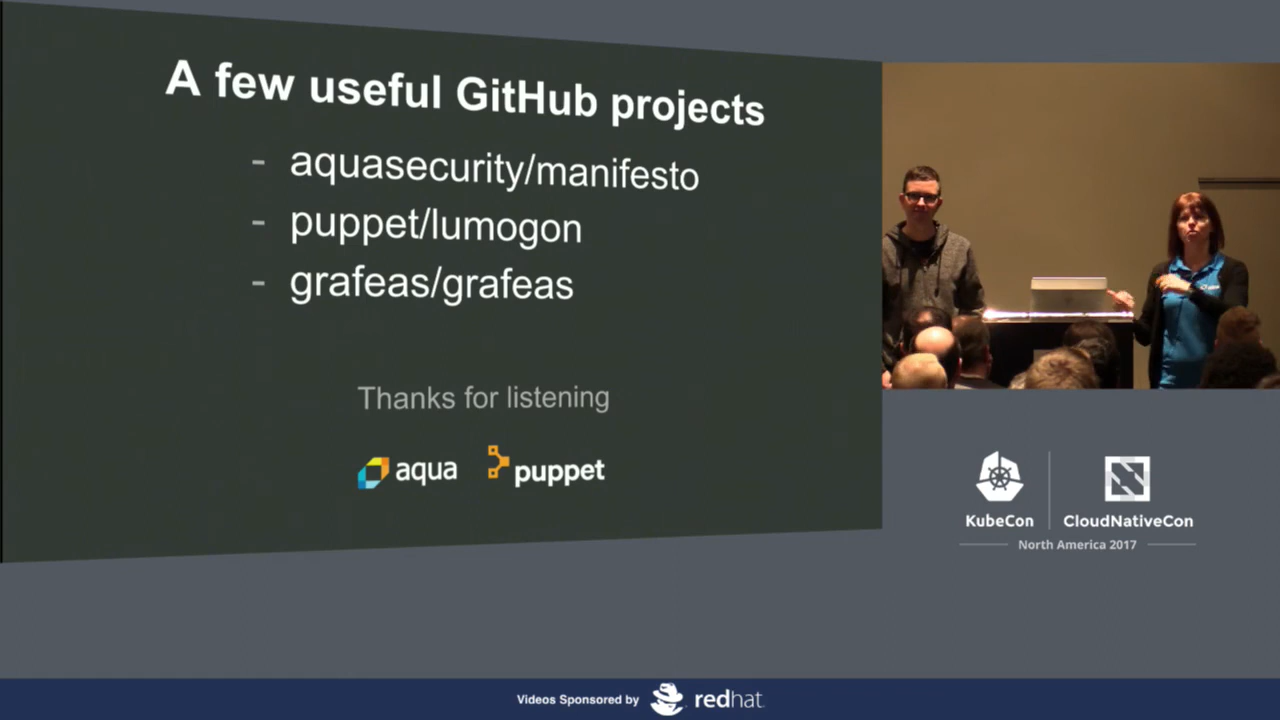 A few useful GitHub projects
- aquasecurity/manifesto
- puppet/lumogon
- grafeas/grafeas
Thanks for listening
aqua puppet
KubeCon CloudNativeCon
North America 2017
Videos Sponsored by redhat.